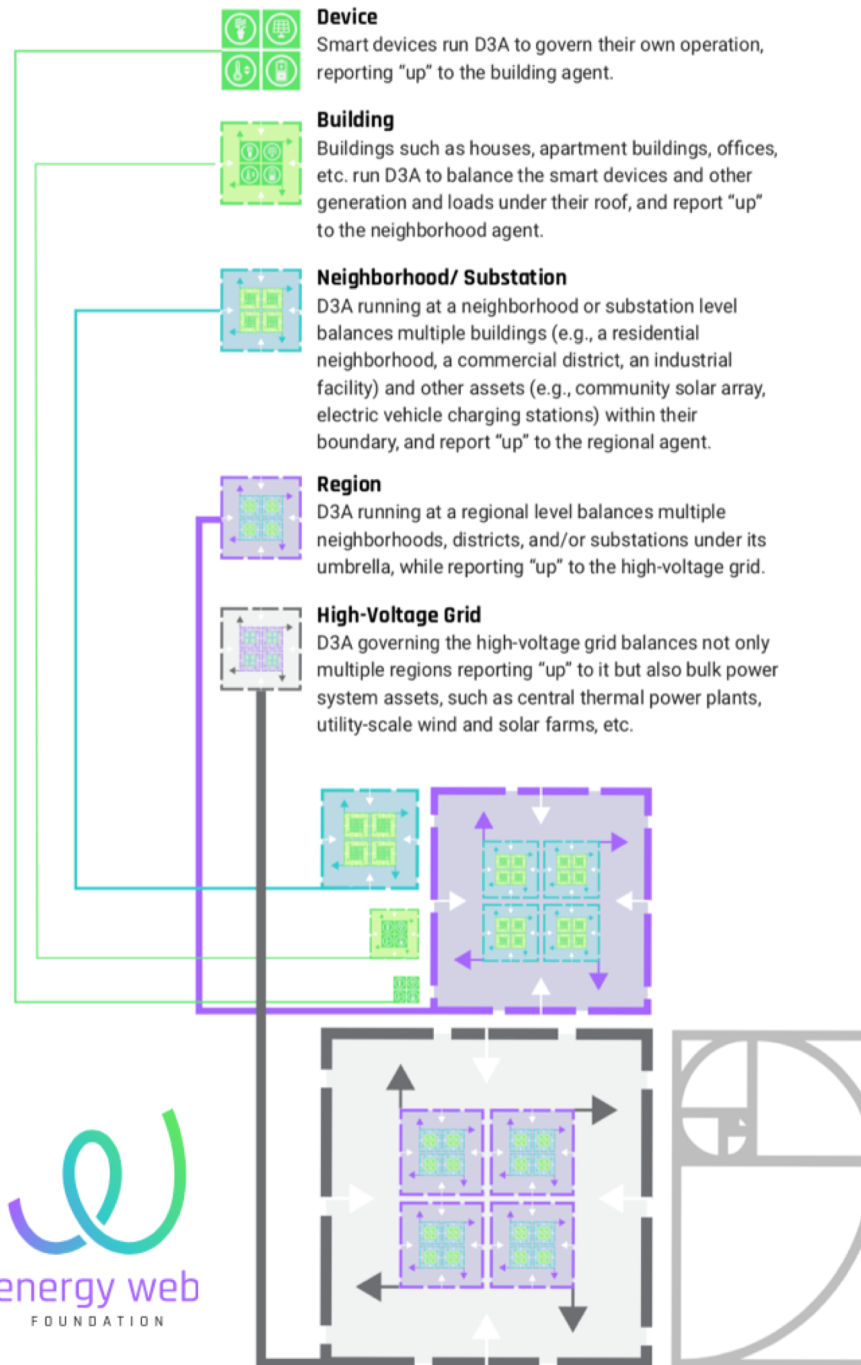 Device
Smart devices run D3A to govern their own operation,
reporting “up” to the building agent.
Building
Buildings such as houses, apartment buildings, offices,
etc. run D3A to balance the smart devices and other
generation and loads under their roof, and report “up”
to the neighborhood agent.
Neighborhood/ Substation
D3A running at a neighborhood or substation level
balances multiple buildings (e.g., a residential
neighborhood, a commercial district, an industrial
facility) and other assets (e.g., community solar array,
electric vehicle charging stations) within their
boundary, and report “up” to the regional agent.
Region
D3A running at a regional level balances multiple
neighborhoods, districts, and/or substations under its
umbrella, while reporting “up” to the high-voltage grid.
High-Voltage Grid
D3A governing the high-voltage grid balances not only
multiple regions reporting “up” to it but also bulk power
system assets, such as central thermal power plants,
utility-scale wind and solar farms, etc.
energy web
FOUNDATION